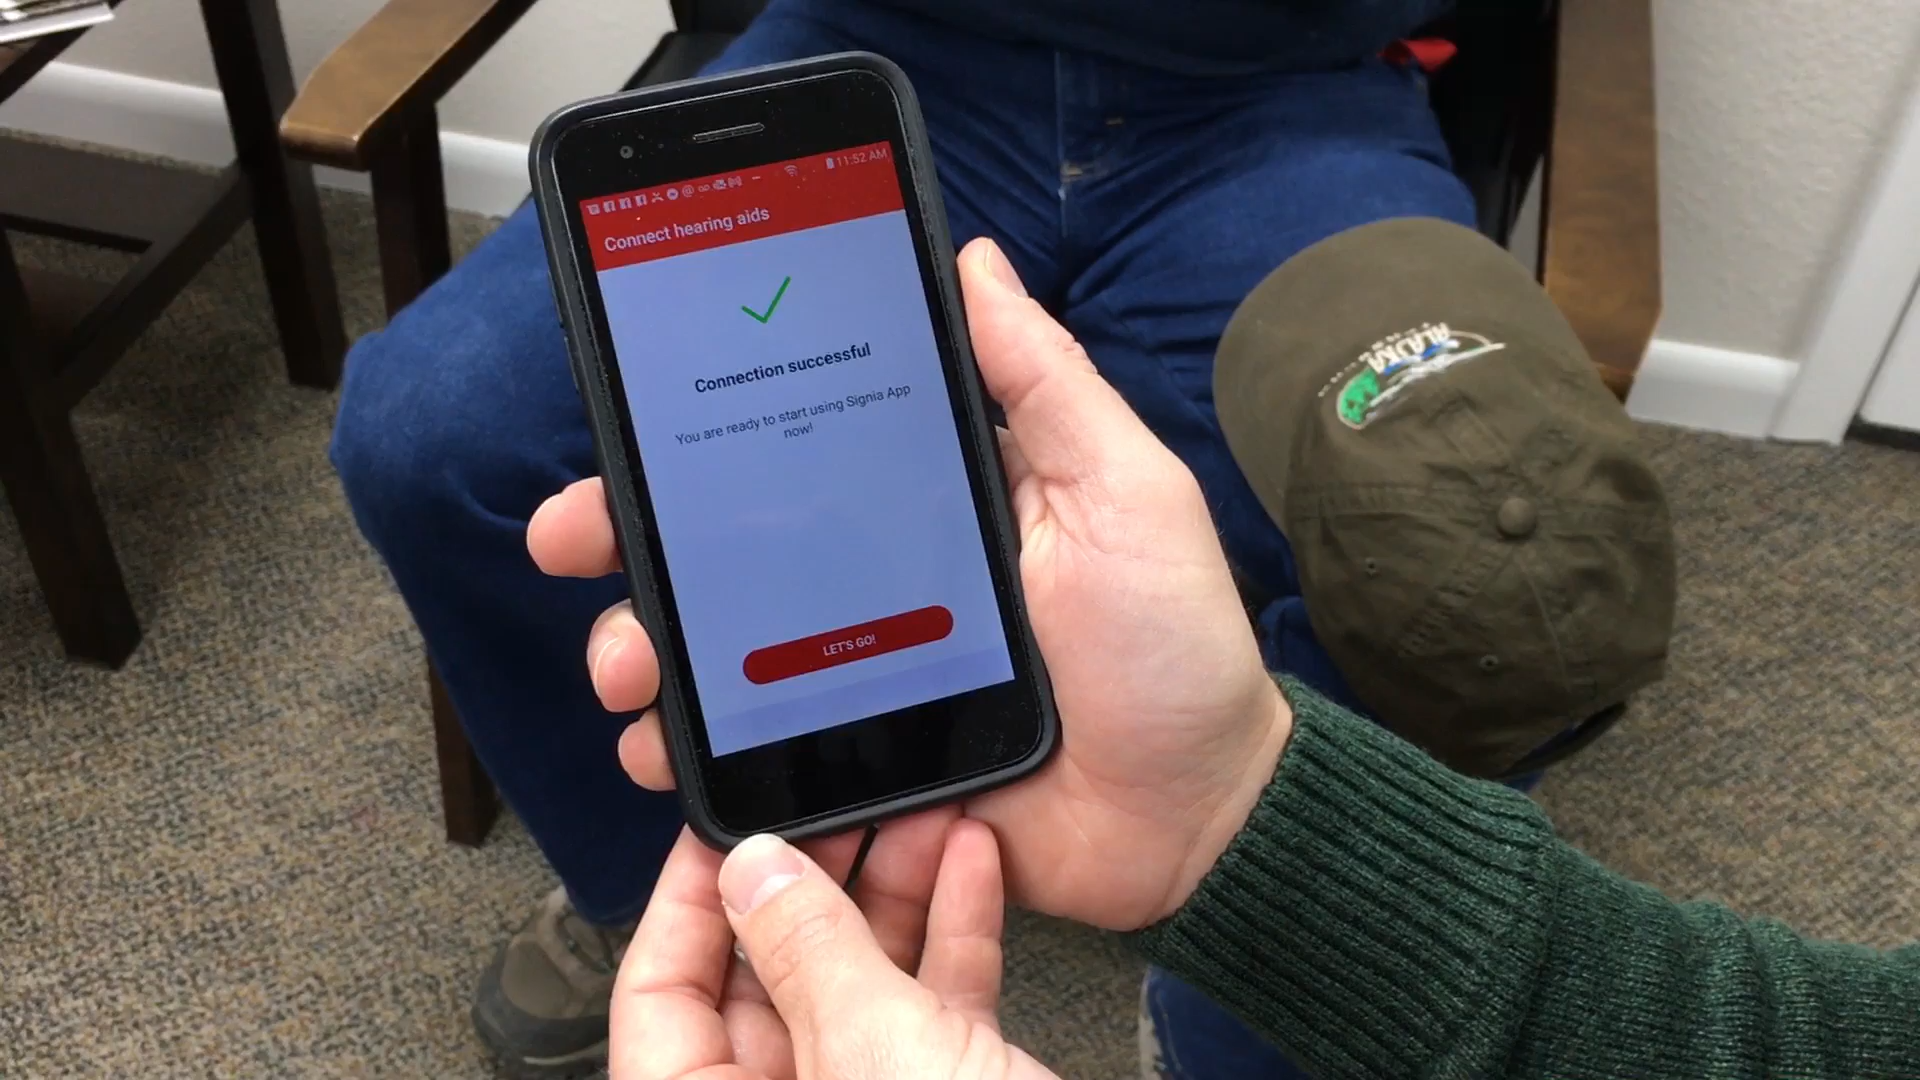 11:52 AM
Connect hearing aids
Connection successful
You are ready to start using Signia App
now!
LET'S GO!
ALASKA